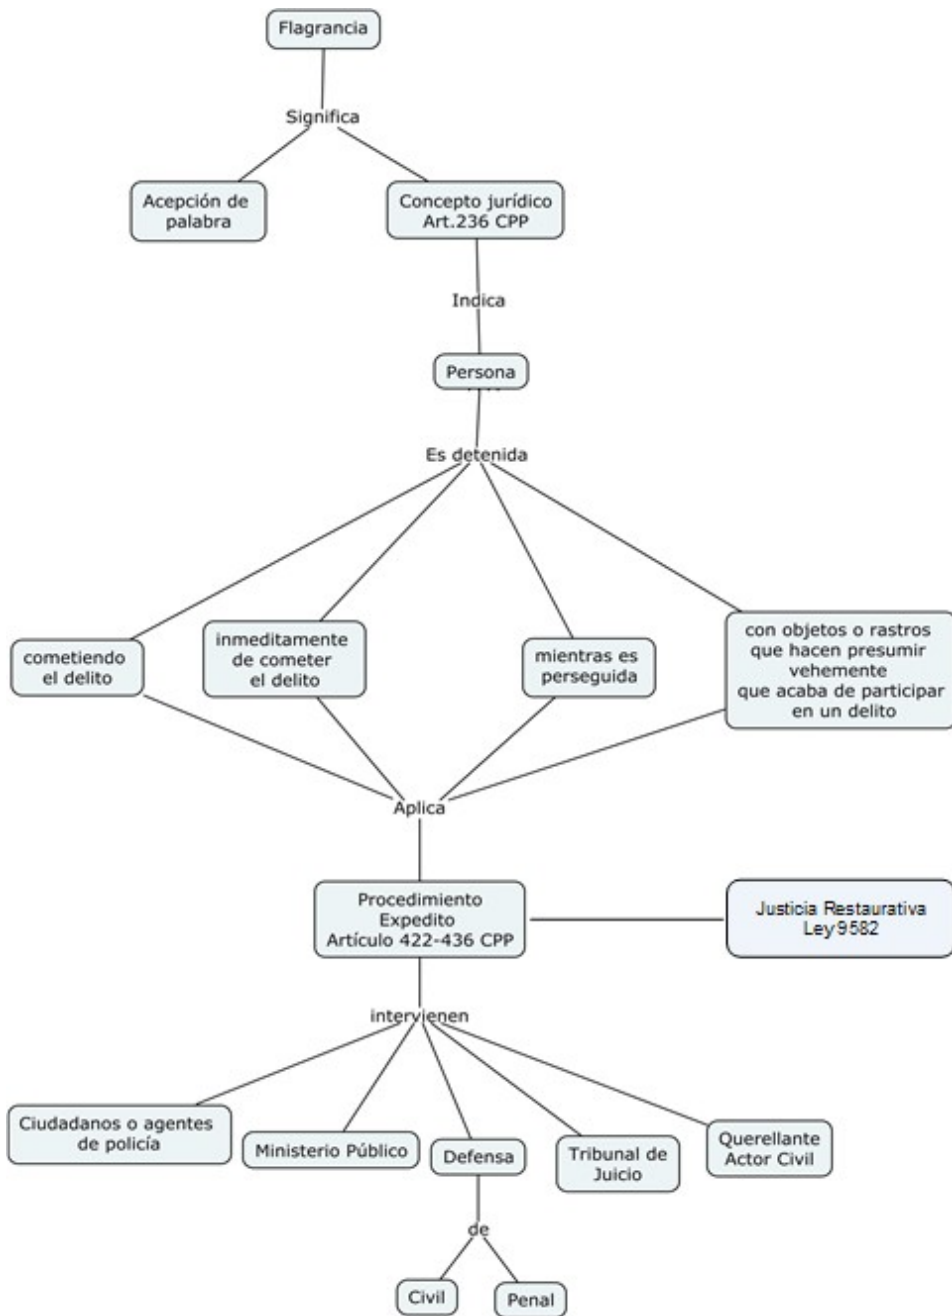 Flagrancia
Significa
Acepción de
palabra
Concepto jurídico
Art.236 CPP
Indica
Persona
Es detenida
cometiendo
el delito
inmeditamente
de cometer
el delito
mientras es
perseguida
con objetos o rastros
que hacen presumir
vehemente
que acaba de participar
en un delito
Aplica
Procedimiento
Expedito
Artículo 422-436 CPP
Justicia Restaurativa
Ley 9582
intervienen
Ciudadanos o agentes
de policía
Ministerio Público
Defensa
Tribunal de
Juicio
Querellante
Actor Civil
de
Civil
Penal